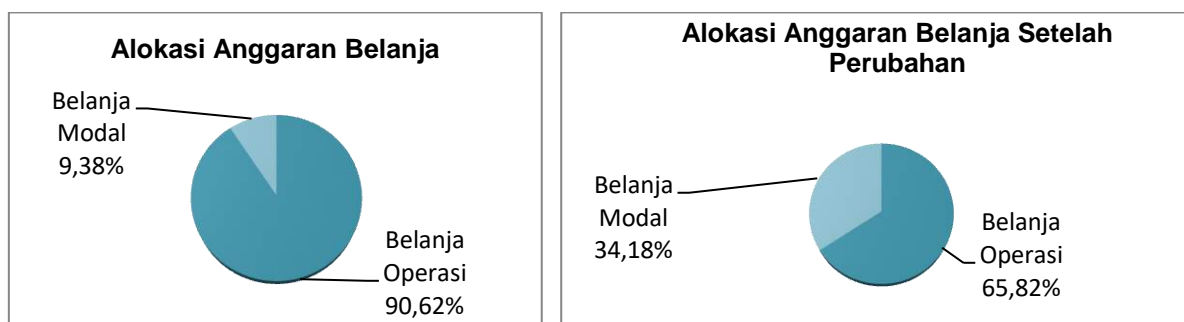 Alokasi Anggaran Belanja
Belanja
Modal
9,38%
Belanja
Operasi
90,62%
Alokasi Anggaran Belanja Setelah
Perubahan
Belanja
Modal
34,18%
Belanja
Operasi
65,82%